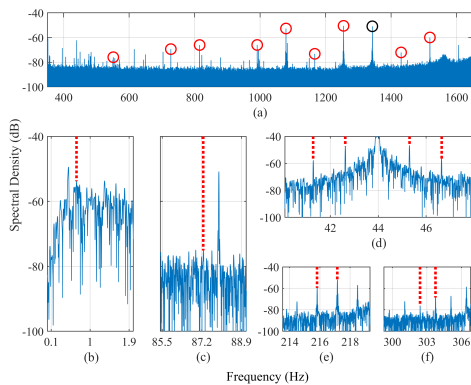 -40
-60
-80
-100
400 600 800 1000 1200 1400 1600
(a)
Spectral Density (dB)
-40
-60
-80
-100
0.1 1 1.9
(b)
85.5 87.2 88.9
(c)
-40
-60
-80
-100
42 44 46
(d)
-40
-60
-80
-100
214 216 218
(e)
300 303 306
(f)
Frequency (Hz)